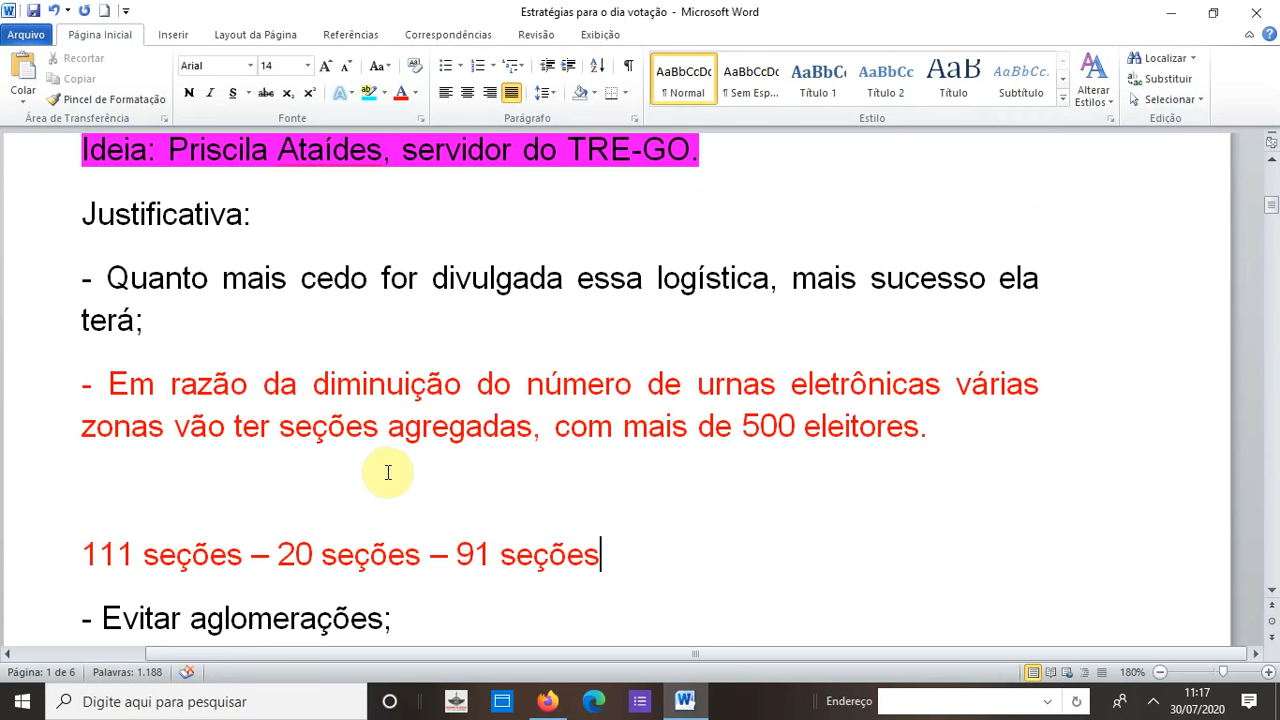 Estratégias para o dia votação - Microsoft Word
Arquivo Página Inicial Inserir Layout da Página Referências Correspondências Revisão Exibição
Colar
Recortar
Copiar
Pincel de Formatação
Área de Transferência
Arial 14
Fonte
Parágrafo
AaBbCcDc AaBbCcDc AaBbC AaBbCc AaB AaBbCc.
¶ Normal ¶ Sem Esp... Título 1 Título 2 Título Subtítulo
Estilo
Alterar Estilos
Localizar
Substituir
Selecionar
Edição
Ideia: Priscila Ataídes, servidor do TRE-GO.
Justificativa:
- Quanto mais cedo for divulgada essa logística, mais sucesso ela
terá;
- Em razão da diminuição do número de urnas eletrônicas várias
zonas vão ter seções agregadas, com mais de 500 eleitores.
111 seções – 20 seções – 91 seções
- Evitar aglomerações;
Página: 1 de 6 Palavras: 1.188 180%
Digite aqui para pesquisar
Endereço
11:17
30/07/2020